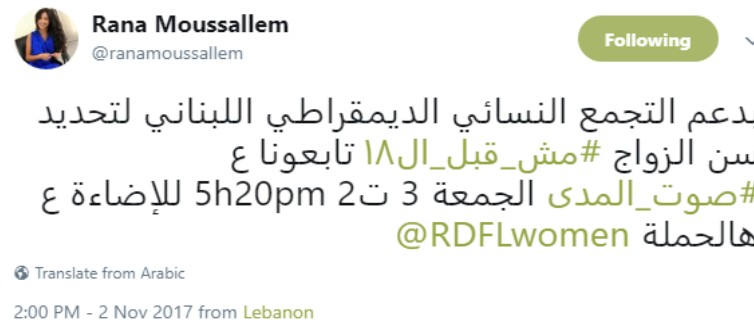 Rana Moussallem
@ranamoussallem
Following
بدعم التجمع النسائي الديمقراطي اللبناني لتحديد
سن الزواج #مش_قبل_ال١٨ تابعونا ع
#صوت_المدى الجمعة 3 ت2 5h20pm للإضاءة ع
هالحملة @RDFLwomen
Translate from Arabic
2:00 PM - 2 Nov 2017 from Lebanon